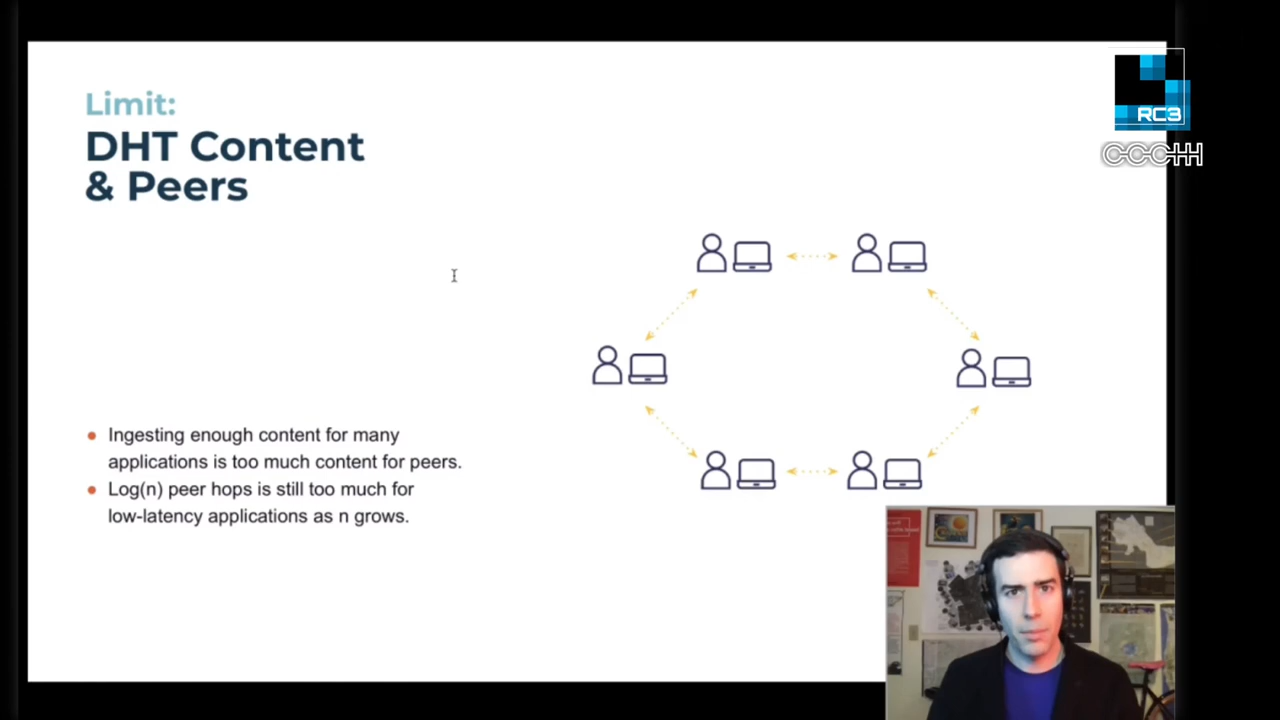 Limit:
DHT Content
& Peers
RC3
CCCHH
Ingesting enough content for many
applications is too much content for peers.
Log(n) peer hops is still too much for
low-latency applications as n grows.